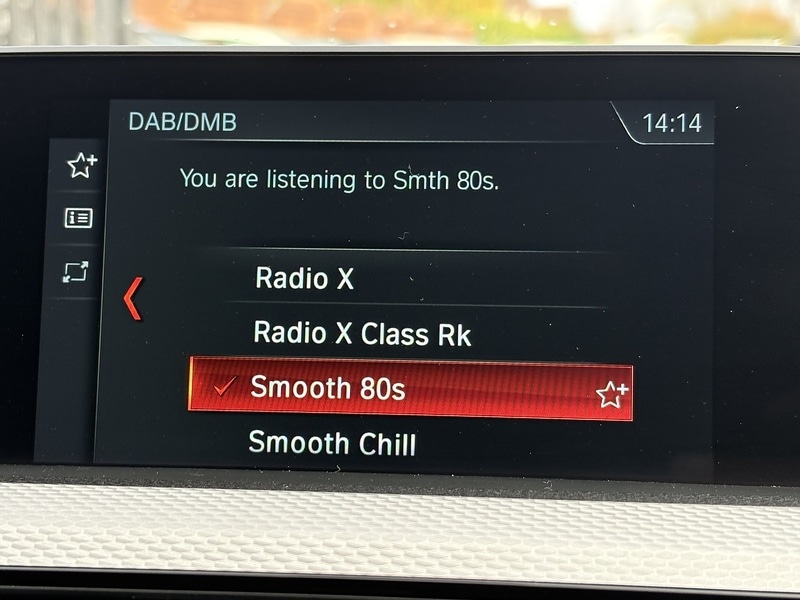 DAB/DMB
14:14
You are listening to Smth 80s.
Radio X
Radio X Class Rk
Smooth 80s
Smooth Chill